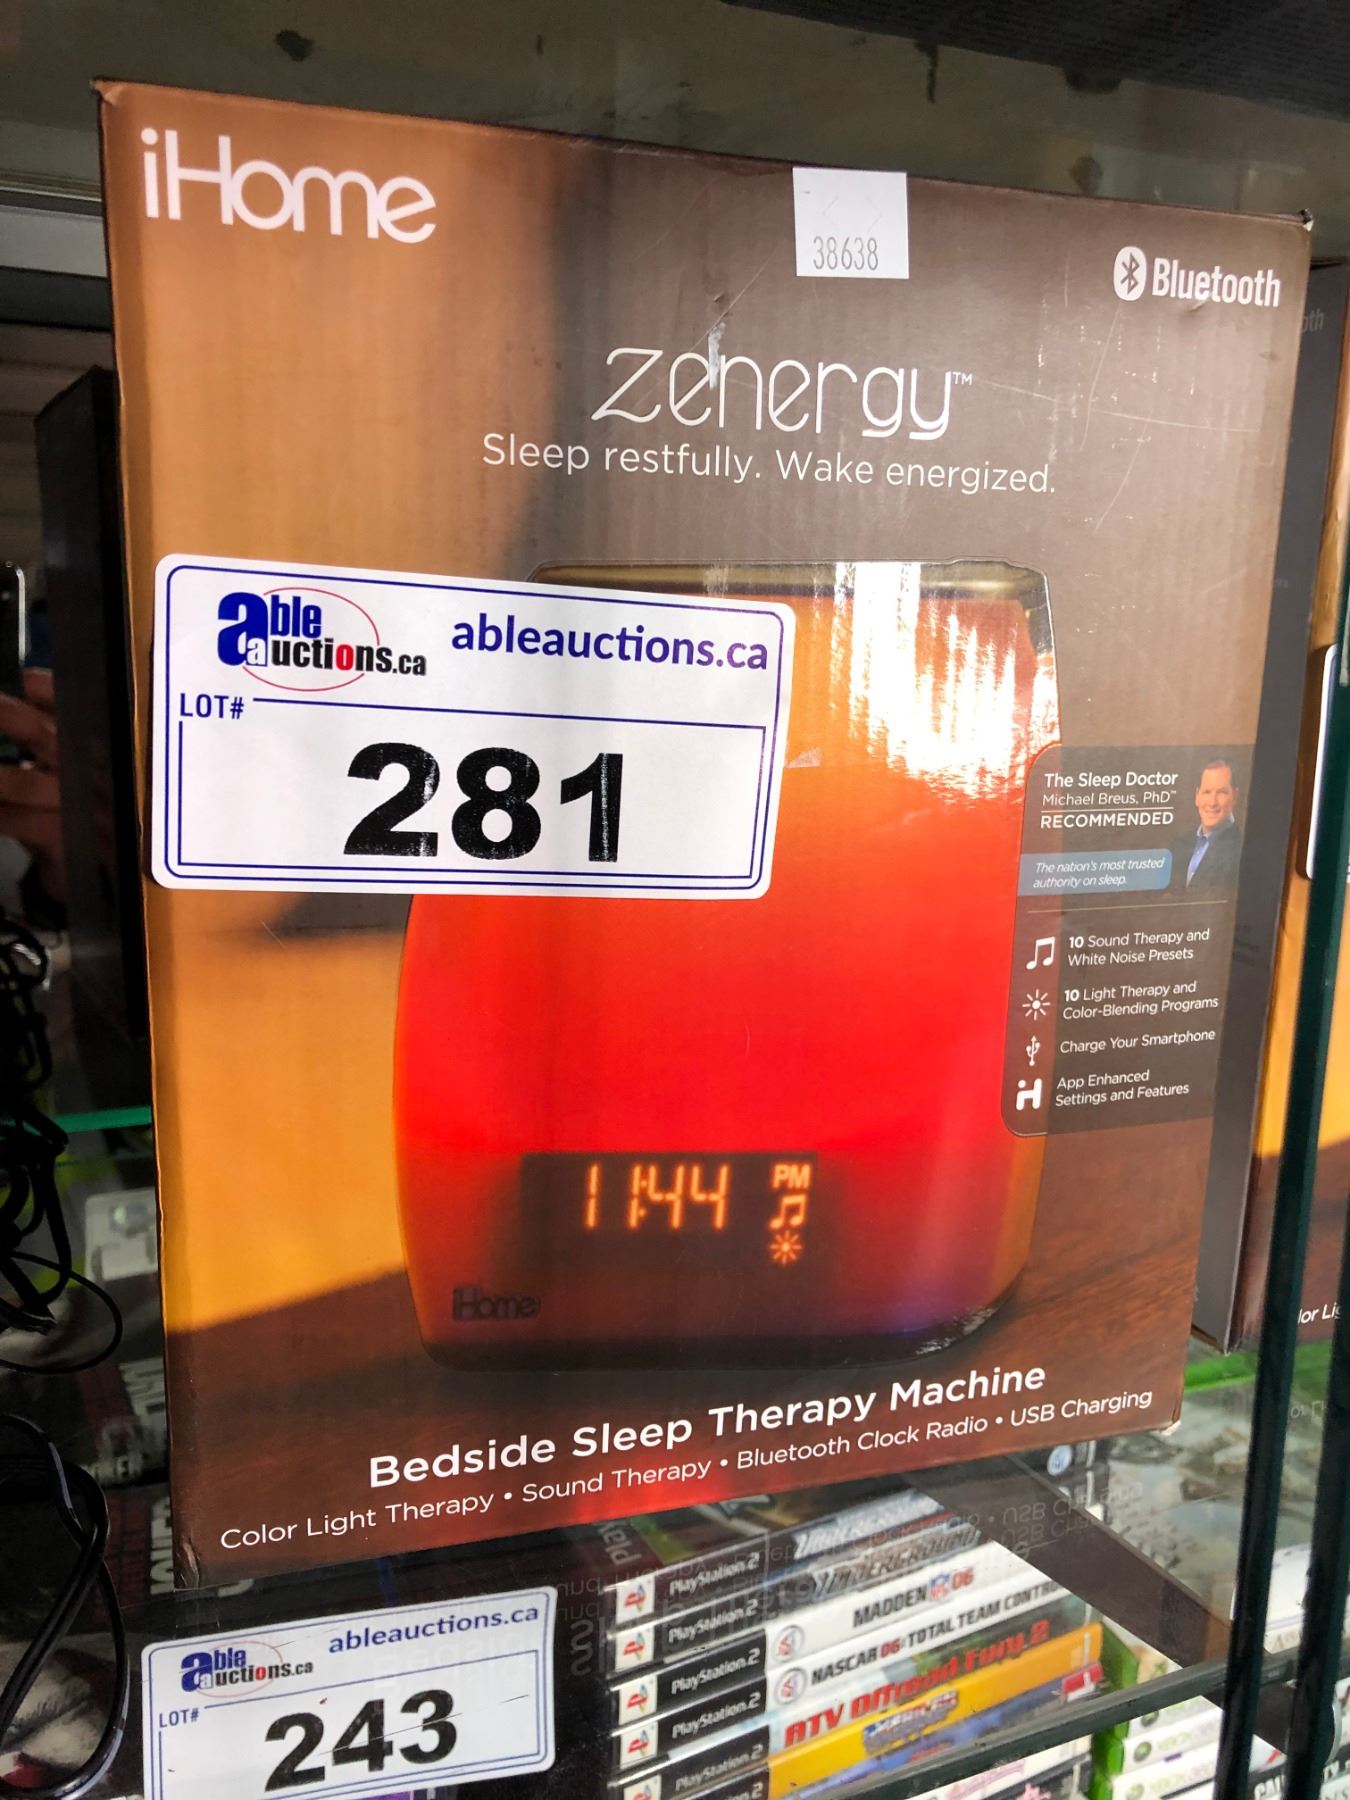 iHome
38638
Bluetooth
zenergy™
Sleep restfully. Wake energized.
able auctions.ca
ableauctions.ca
LOT#
281
The Sleep Doctor
Michael Breus, PhD™
RECOMMENDED
The nation's most trusted
authority on sleep.
10 Sound Therapy and
White Noise Presets
10 Light Therapy and
Color-Blending Programs
Charge Your Smartphone
App Enhanced
Settings and Features
11:44 PM
iHome
Bedside Sleep Therapy Machine
Color Light Therapy • Sound Therapy • Bluetooth Clock Radio • USB Charging
able auctions.ca
ableauctions.ca
LOT#
243
PlayStation.2
PlayStation.2 MADDEN NFL 06
PlayStation.2 NASCAR 06 TOTAL TEAM CONTROL
PlayStation.2 ATV Offroad Fury 2
PlayStation.2